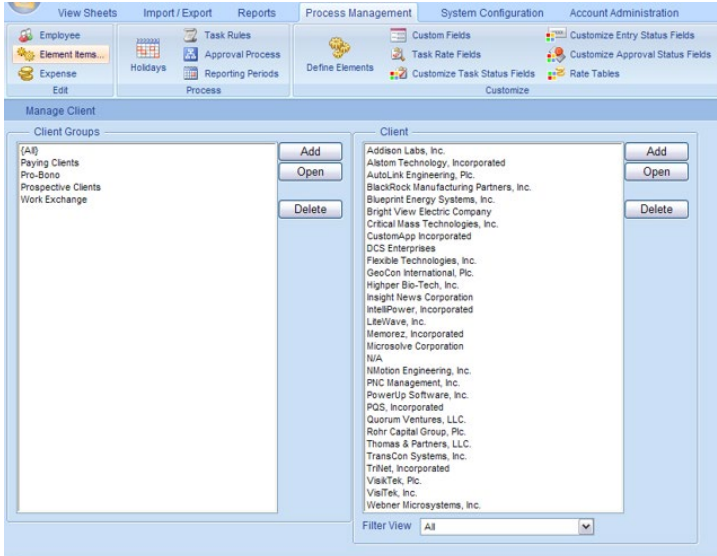 View Sheets Import / Export Reports Process Management System Configuration Account Administration
Employee
Element Items...
Expense
Edit
Holidays
Task Rules
Approval Process
Reporting Periods
Process
Define Elements
Custom Fields
Task Rate Fields
Customize Task Status Fields
Customize Entry Status Fields
Customize Approval Status Fields
Rate Tables
Customize
Manage Client
Client Groups
{All}
Paying Clients
Pro-Bono
Prospective Clients
Work Exchange
Add
Open
Delete
Client
Addison Labs, Inc.
Alstom Technology, Incorporated
AutoLink Engineering, Plc.
BlackRock Manufacturing Partners, Inc.
Blueprint Energy Systems, Inc.
Bright View Electric Company
Critical Mass Technologies, Inc.
CustomApp Incorporated
DCS Enterprises
Flexible Technologies, Inc.
GeoCon International, Plc.
Highper Bio-Tech, Inc.
Insight News Corporation
IntelliPower, Incorporated
LiteWave, Inc.
Memorez, Incorporated
Microsolve Corporation
N/A
NMotion Engineering, Inc.
PNC Management, Inc.
PowerUp Software, Inc.
PQS, Incorporated
Quorum Ventures, LLC.
Rohr Capital Group, Plc.
Thomas & Partners, LLC.
TransCon Systems, Inc.
TriNet, Incorporated
VisikTek, Plc.
VisiTek, Inc.
Webner Microsystems, Inc.
Add
Open
Delete
Filter View All